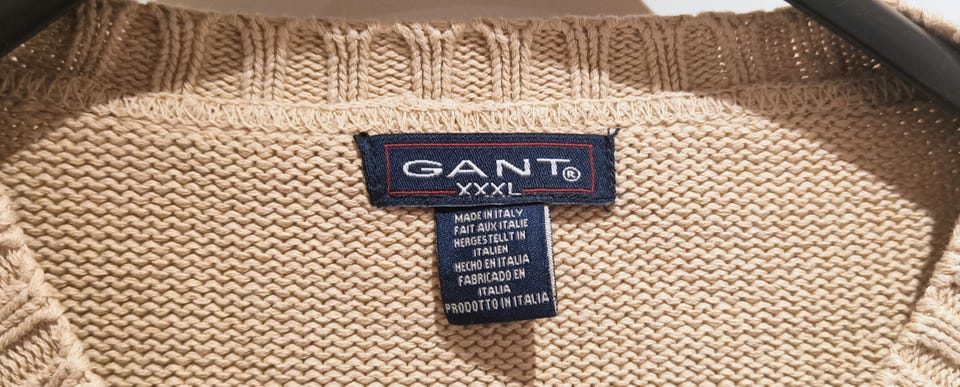 GANT®
XXXL
MADE IN ITALY
FAIT AUX ITALIE
HERGESTELLT IN
ITALIEN
HECHO EN ITALIA
FABRICADO EN
ITALIA
PRODOTTO IN ITALIA